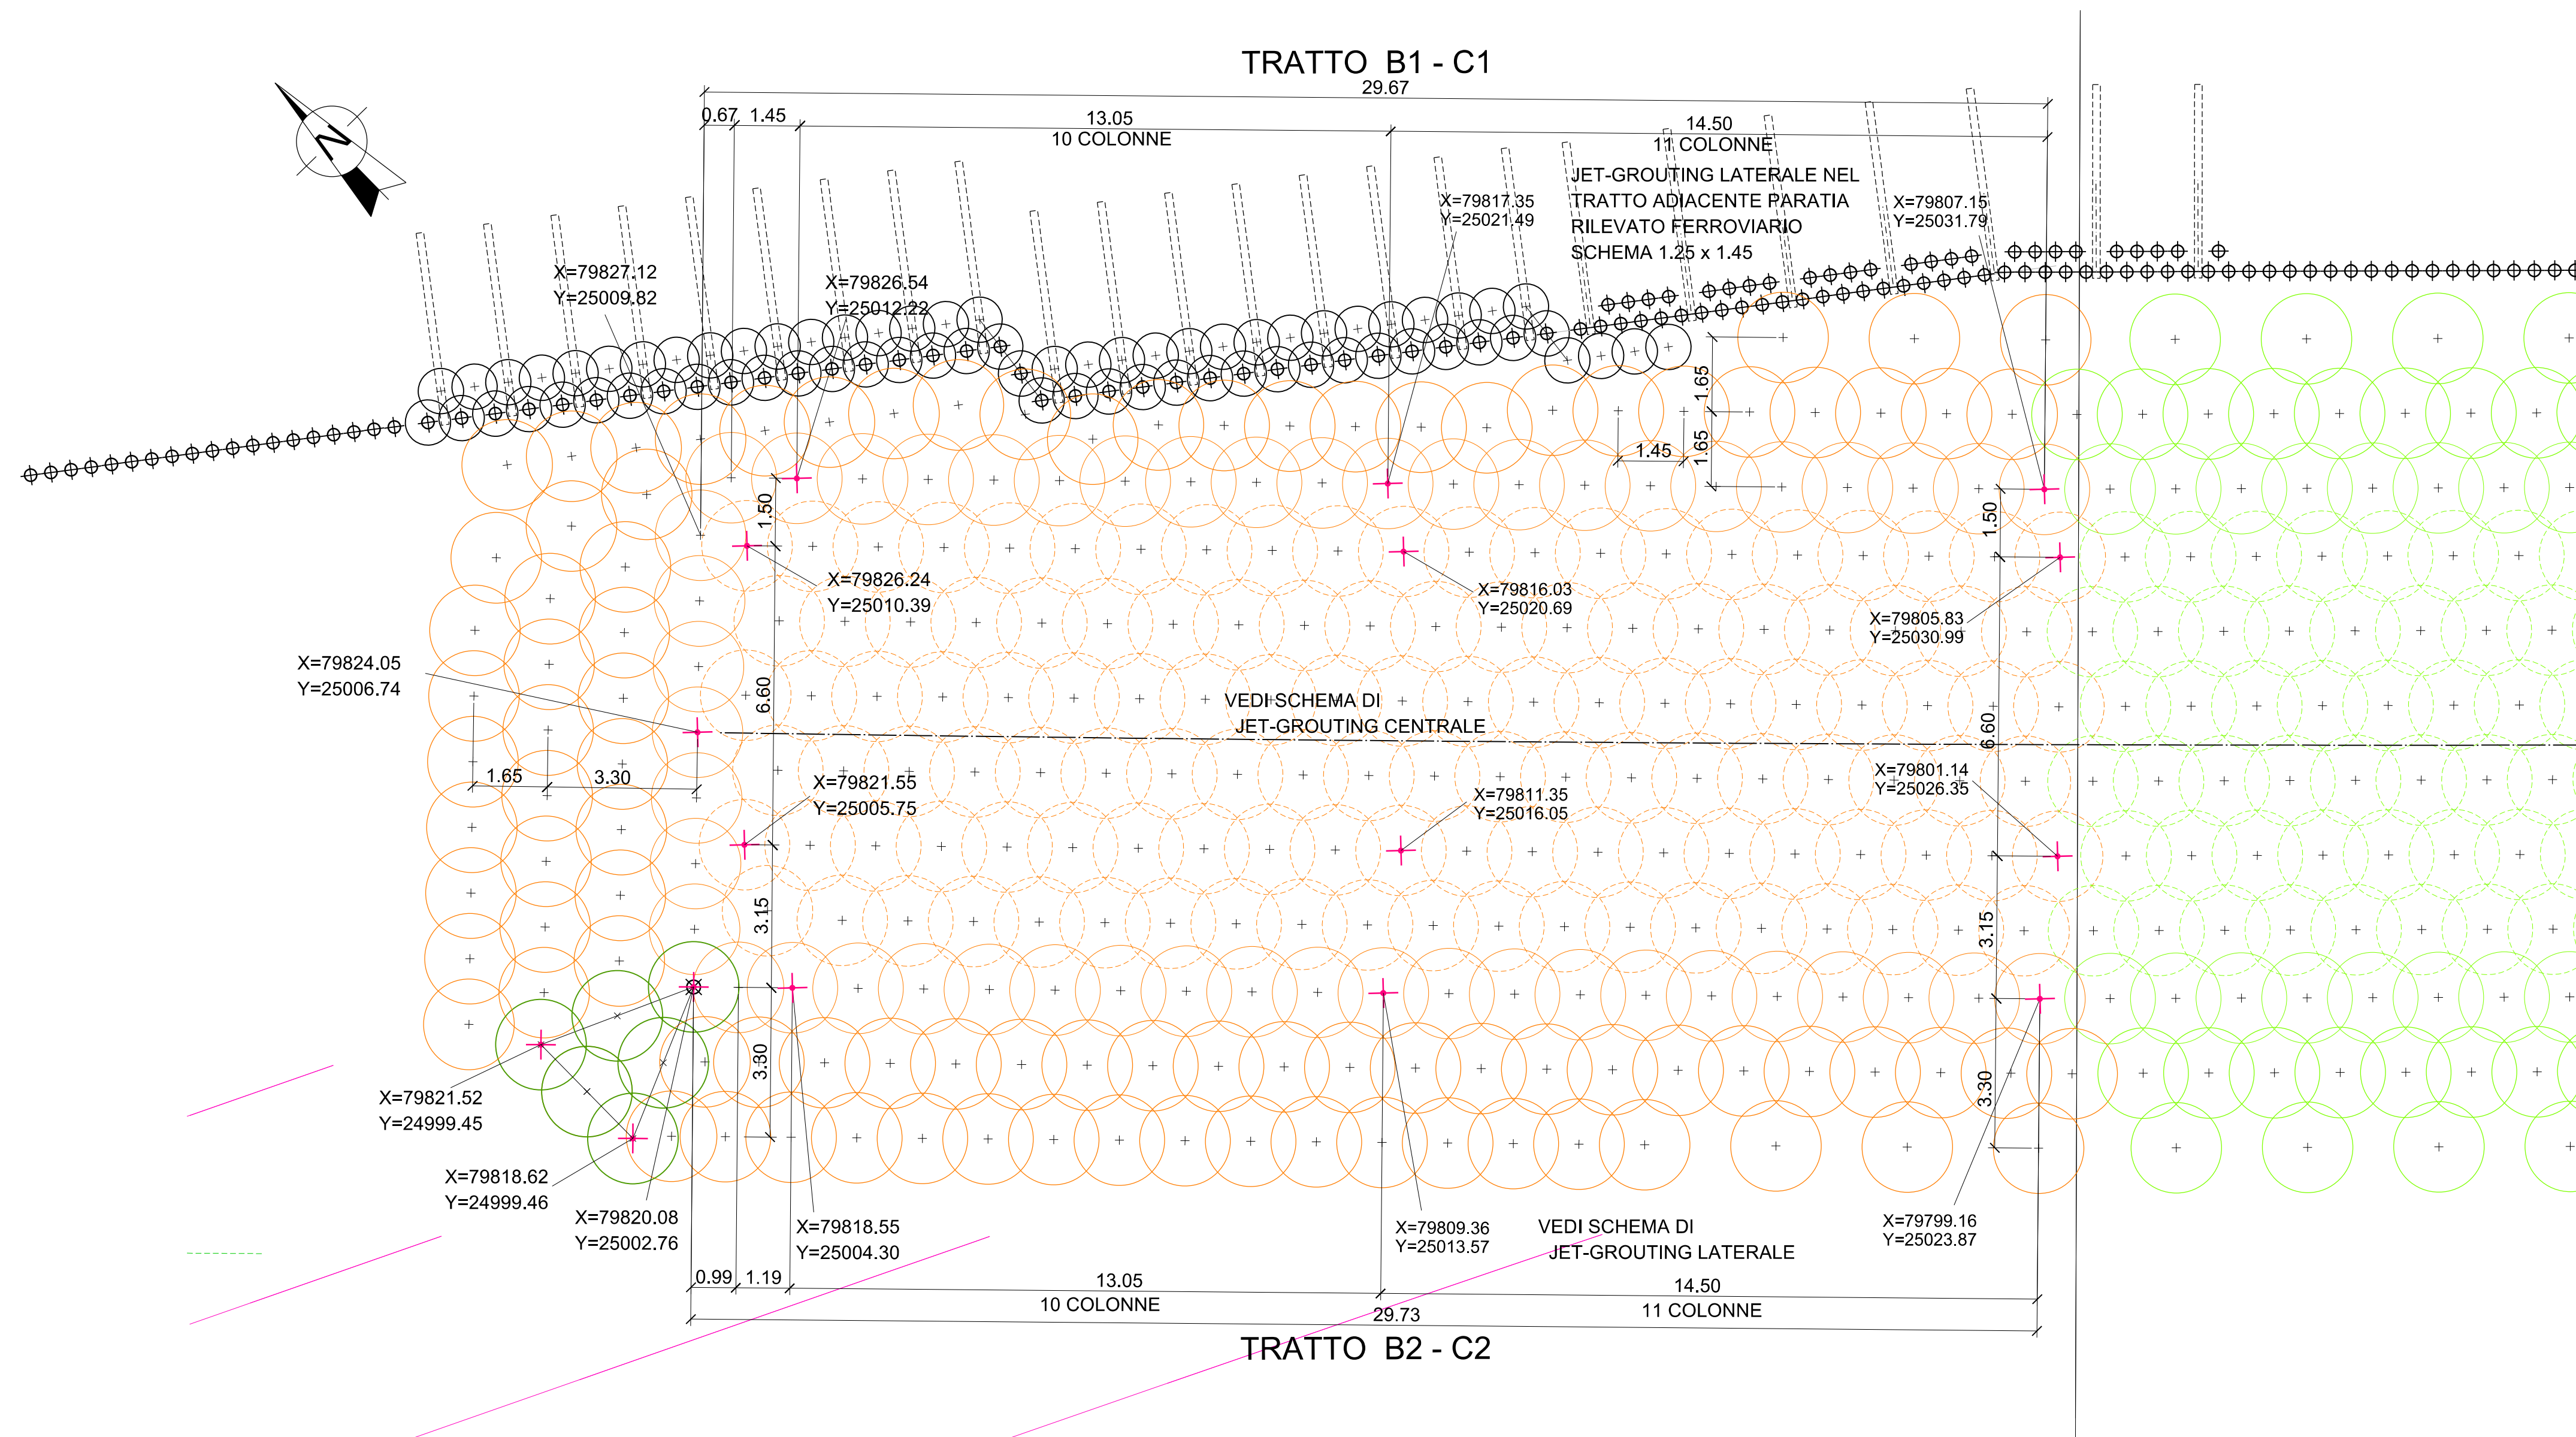 TRATTO  B1 - C1
29.67
0.67
1.45
13.05
14.50
10 COLONNE
11 COLONNE
N
JET-GROUTING LATERALE NEL
TRATTO ADIACENTE PARATIA
RILEVATO FERROVIARIO
SCHEMA 1.25 x 1.45
X=79817.35
Y=25021.49
X=79807.15
Y=25031.79
X=79827.12
Y=25009.82
X=79826.54
Y=25012.22
1.65
1.65
1.45
1.50
1.50
X=79826.24
Y=25010.39
X=79816.03
Y=25020.69
X=79805.83
Y=25030.99
X=79824.05
Y=25006.74
6.60
VEDI SCHEMA DI
JET-GROUTING CENTRALE
6.60
1.65
3.30
X=79821.55
Y=25005.75
X=79811.35
Y=25016.05
X=79801.14
Y=25026.35
3.15
3.15
3.30
3.30
X=79821.52
Y=24999.45
X=79818.62
Y=24999.46
X=79820.08
Y=25002.76
X=79818.55
Y=25004.30
X=79809.36
Y=25013.57
VEDI SCHEMA DI
JET-GROUTING LATERALE
X=79799.16
Y=25023.87
0.99
1.19
13.05
14.50
10 COLONNE
11 COLONNE
29.73
TRATTO  B2 - C2